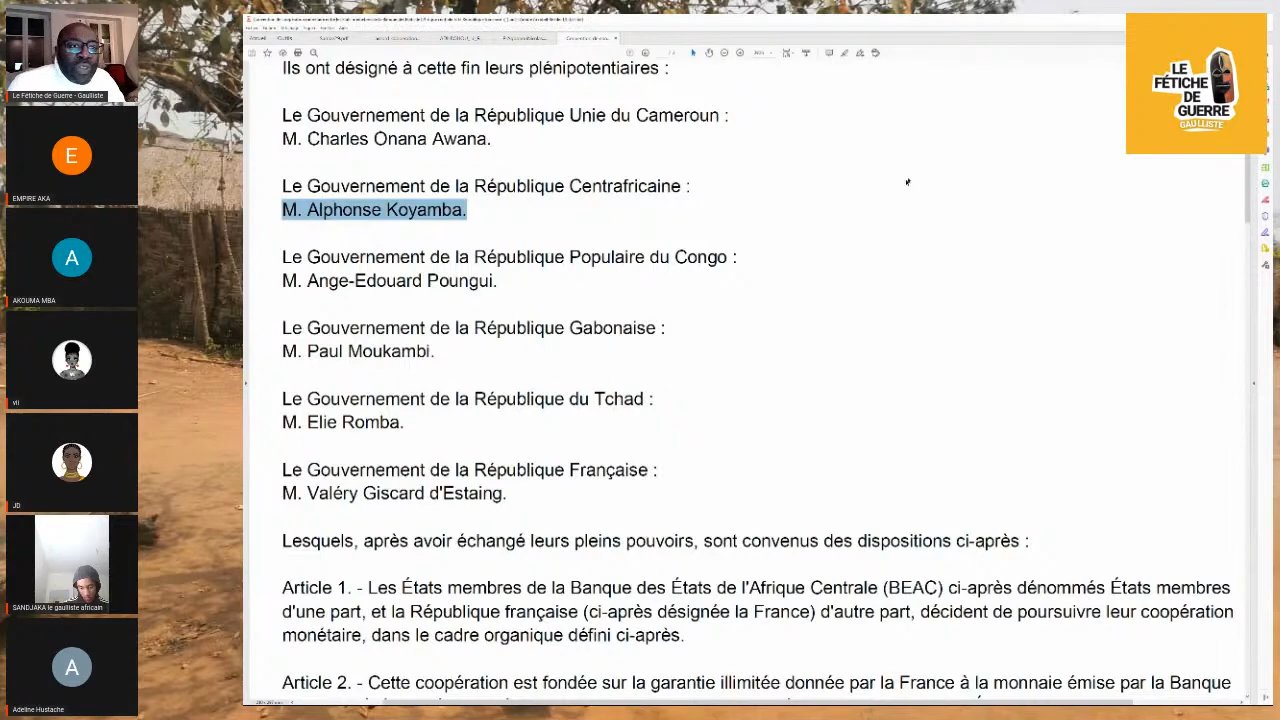 Le Fétiche de Guerre - Gaulliste
E
EMPIRE AKA
A
AKOUMA MBA
vii
JD
SANDJAKA le gaulliste africain
A
Adeline Hustache
Ils ont désigné à cette fin leurs plénipotentiaires :
Le Gouvernement de la République Unie du Cameroun :
M. Charles Onana Awana.
Le Gouvernement de la République Centrafricaine :
M. Alphonse Koyamba.
Le Gouvernement de la République Populaire du Congo :
M. Ange-Edouard Poungui.
Le Gouvernement de la République Gabonaise :
M. Paul Moukambi.
Le Gouvernement de la République du Tchad :
M. Elie Romba.
Le Gouvernement de la République Française :
M. Valéry Giscard d'Estaing.
Lesquels, après avoir échangé leurs pleins pouvoirs, sont convenus des dispositions ci-après :
Article 1. - Les États membres de la Banque des États de l'Afrique Centrale (BEAC) ci-après dénommés États membres
d'une part, et la République française (ci-après désignée la France) d'autre part, décident de poursuivre leur coopération
monétaire, dans le cadre organique défini ci-après.
Article 2. - Cette coopération est fondée sur la garantie illimitée donnée par la France à la monnaie émise par la Banque
LE
FÉTICHE
DE
GUERRE
GAULLISTE